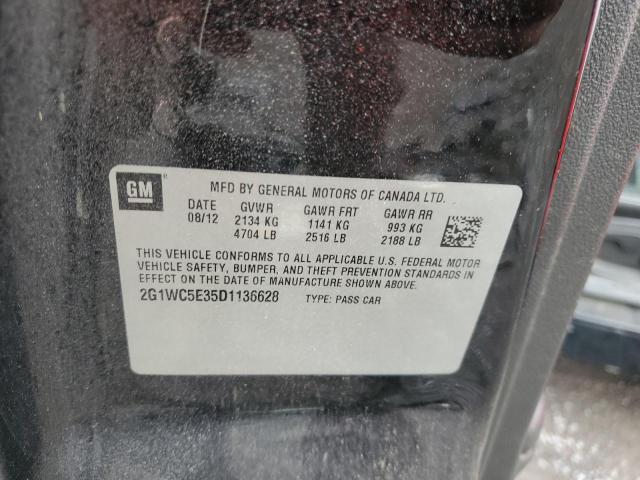 GM ® MFD BY GENERAL MOTORS OF CANADA LTD.
DATE GVWR GAWR FRT GAWR RR
08/12 2134 KG 1141 KG 993 KG
4704 LB 2516 LB 2188 LB
THIS VEHICLE CONFORMS TO ALL APPLICABLE U.S. FEDERAL MOTOR
VEHICLE SAFETY, BUMPER, AND THEFT PREVENTION STANDARDS IN
EFFECT ON THE DATE OF MANUFACTURE SHOWN ABOVE.
2G1WC5E35D1136628 TYPE: PASS CAR